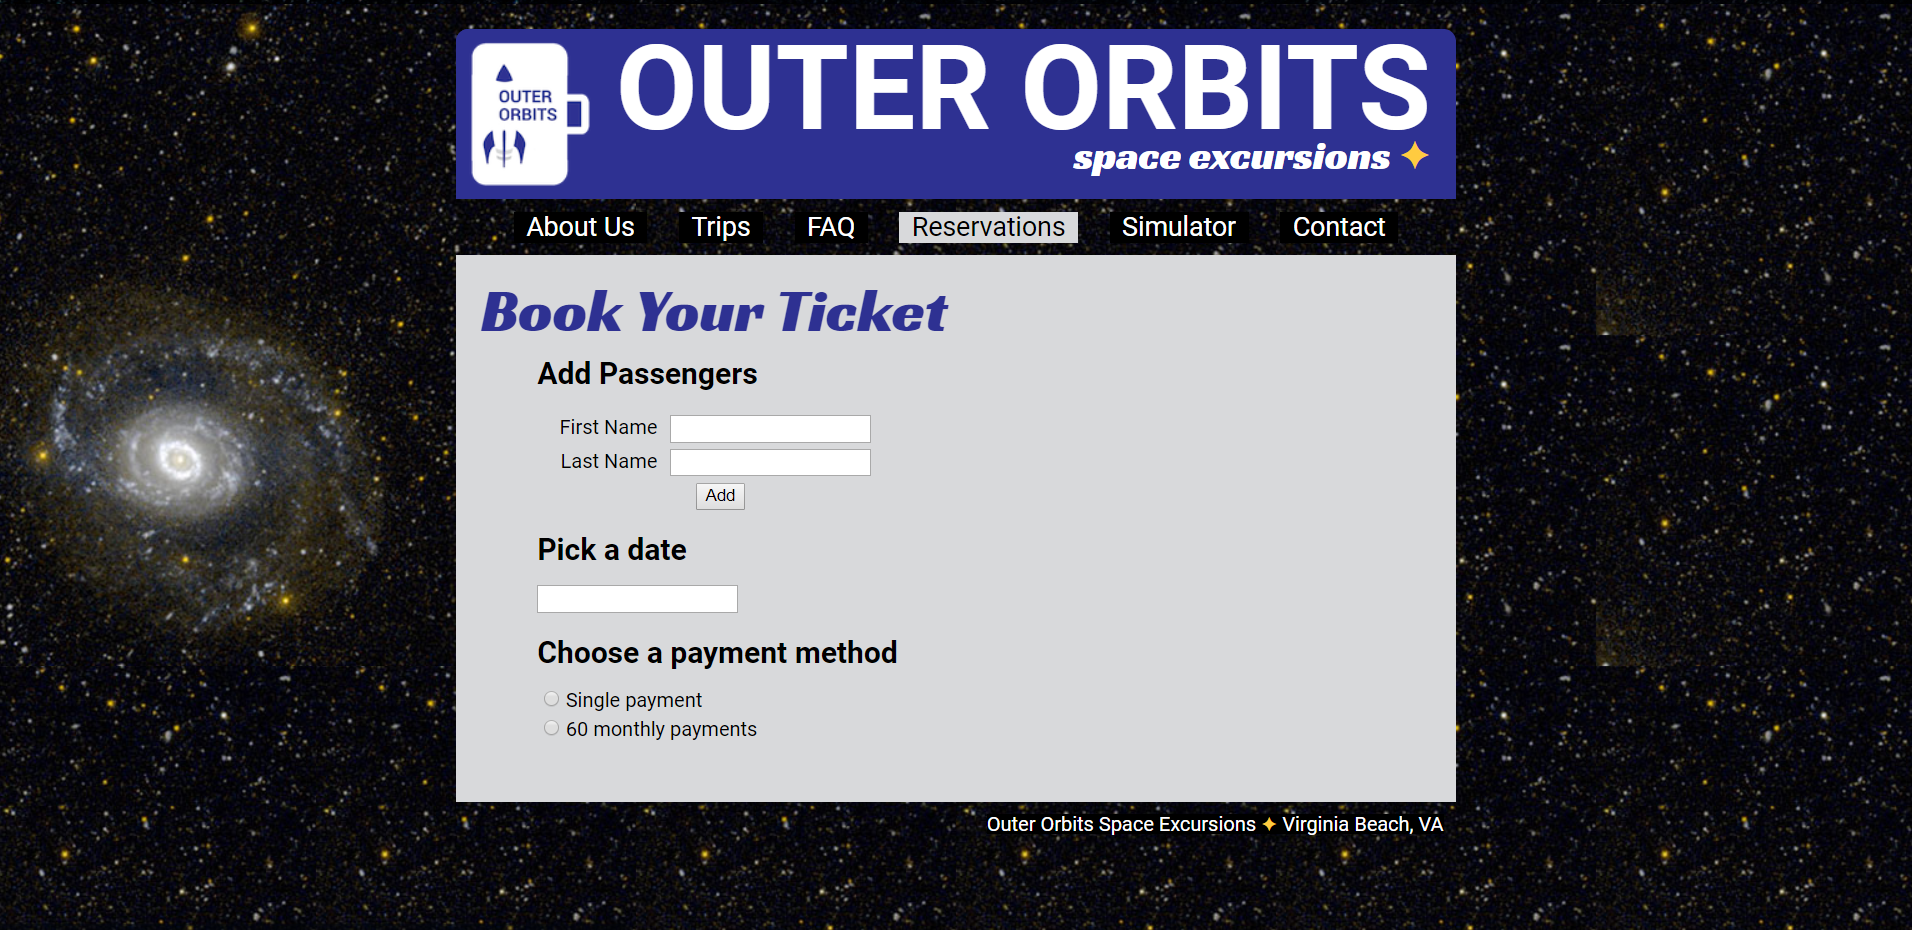 OUTER
ORBITS
OUTER ORBITS
space excursions ✦
About Us Trips FAQ Reservations Simulator Contact
Book Your Ticket
Add Passengers
First Name
Last Name
Add
Pick a date
Choose a payment method
Single payment
60 monthly payments
Outer Orbits Space Excursions ✦ Virginia Beach, VA